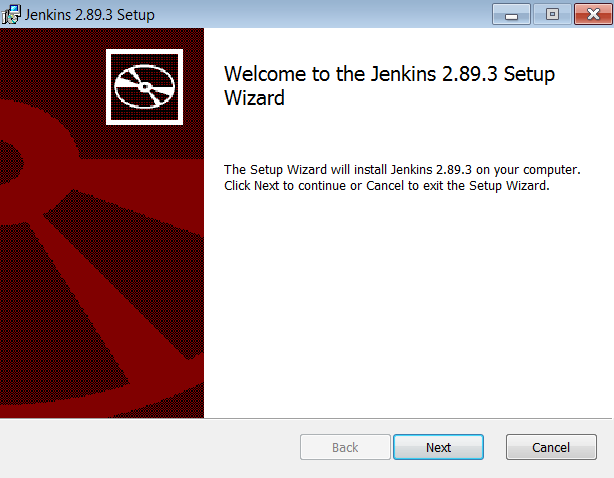 Jenkins 2.89.3 Setup
Welcome to the Jenkins 2.89.3 Setup
Wizard
The Setup Wizard will install Jenkins 2.89.3 on your computer.
Click Next to continue or Cancel to exit the Setup Wizard.
Back
Next
Cancel